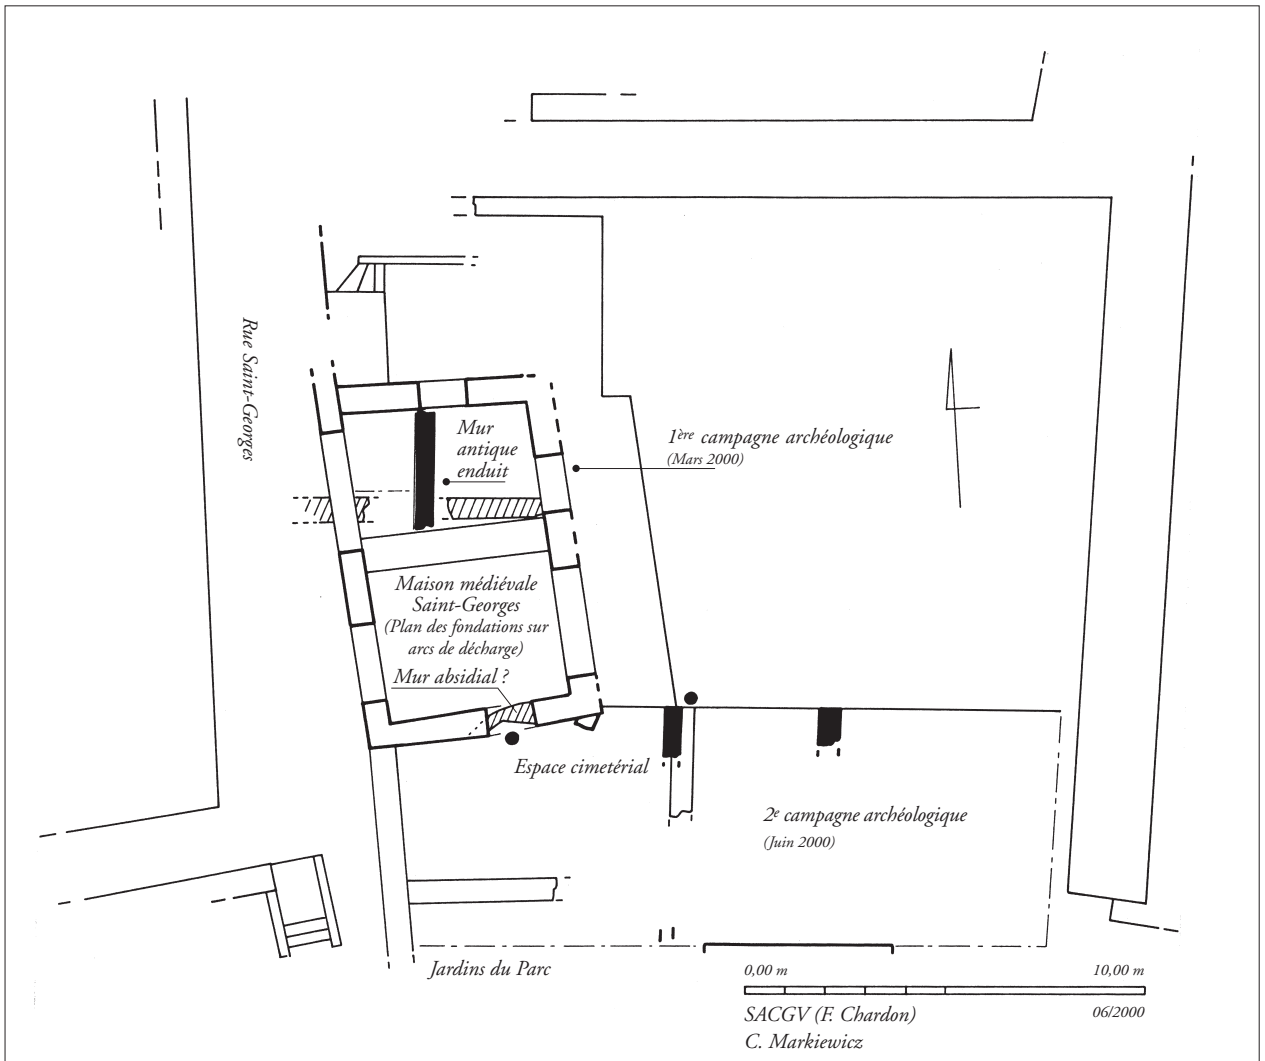 Rue Saint-Georges
Mur
antique
enduit
1ère campagne archéologique
(Mars 2000)
Maison médiévale
Saint-Georges
(Plan des fondations sur
arcs de décharge)
Mur absidial ?
Espace cimetérial
2e campagne archéologique
(Juin 2000)
Jardins du Parc
0,00 m 10,00 m
SACGV (F. Chardon) 06/2000
C. Markiewicz